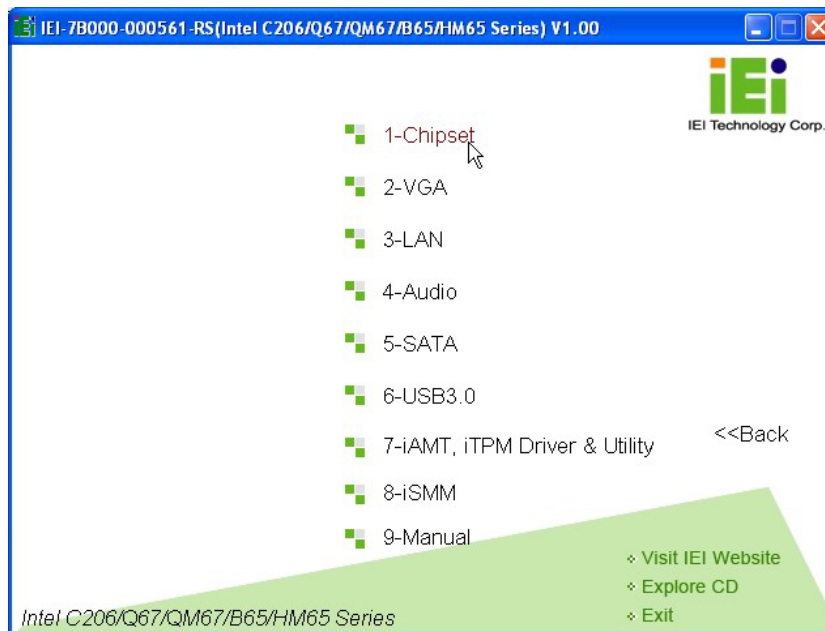 IEI-7B000-000561-RS(Intel C206/Q67/QM67/B65/HM65 Series) V1.00
iEi
IEI Technology Corp.
1-Chipset
2-VGA
3-LAN
4-Audio
5-SATA
6-USB3.0
7-iAMT, iTPM Driver & Utility
<<Back
8-iSMM
9-Manual
Visit IEI Website
Explore CD
Exit
Intel C206/Q67/QM67/B65/HM65 Series